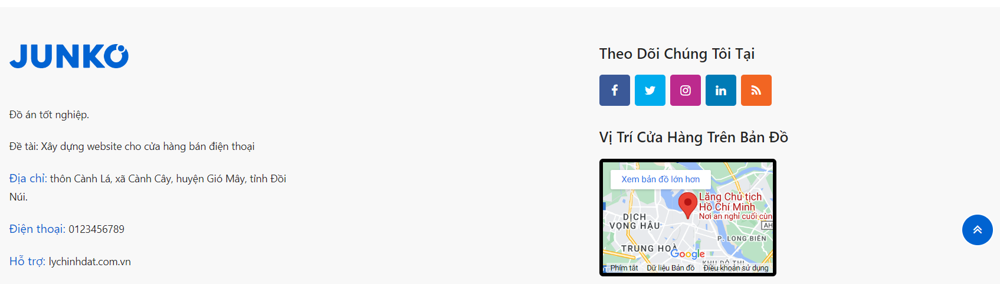 JUNKO
Đồ án tốt nghiệp.
Đề tài: Xây dựng website cho cửa hàng bán điện thoại
Địa chỉ: thôn Cành Lá, xã Cành Cây, huyện Gió Mây, tỉnh Đồi
Núi.
Điện thoại: 0123456789
Hỗ trợ: lychinhdat.com.vn
Theo Dõi Chúng Tôi Tại
Vị Trí Cửa Hàng Trên Bản Đồ
Xem bản đồ lớn hơn
Lăng Chủ tịch
Hồ Chí Minh
Nơi an nghỉ cuối cùn
DỊCH
VỌNG HẬU
AH
P. LONG BIÊN
TRUNG HOÀ
Google
KHU ĐÔ THỊ
Phím tắt Dữ liệu Bản đồ Điều khoản sử dụng